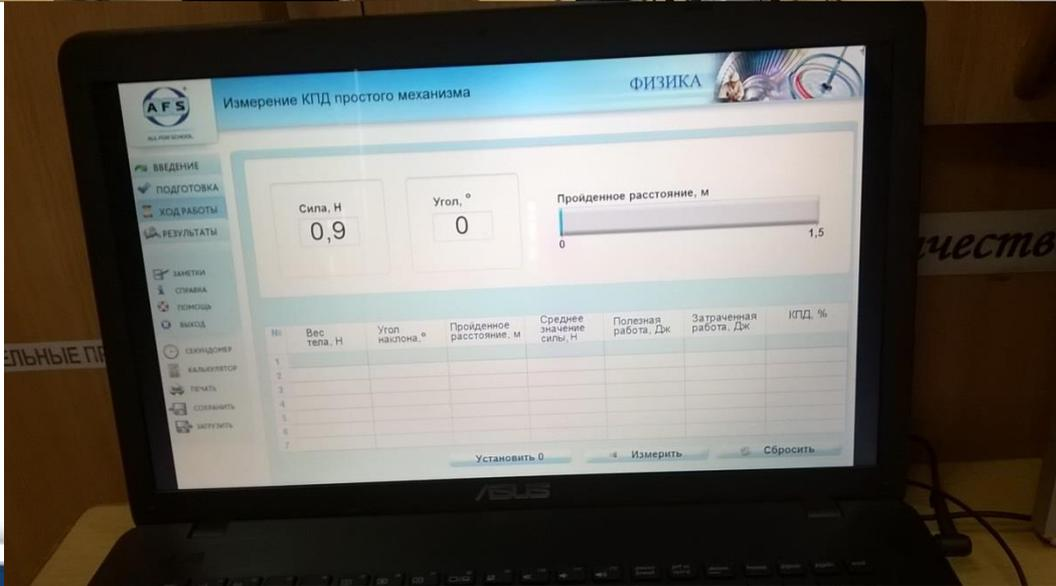 AFS
ALL FOR SCHOOL
Измерение КПД простого механизма
ФИЗИКА
ВВЕДЕНИЕ
ПОДГОТОВКА
ХОД РАБОТЫ
РЕЗУЛЬТАТЫ
ЗАМЕТКИ
СПРАВКА
ПОМОЩЬ
ВЫХОД
СЕКУНДОМЕР
КАЛЬКУЛЯТОР
ПЕЧАТЬ
СОХРАНИТЬ
ЗАГРУЗИТЬ
Сила, Н
0,9
Угол, °
0
Пройденное расстояние, м
0
1,5
№
Вес
тела, Н
Угол
наклона,°
Пройденное
расстояние, м
Среднее
значение
силы, Н
Полезная
работа, Дж
Затраченная
работа, Дж
КПД, %
1
2
3
4
5
6
7
Установить 0
Измерить
Сбросить
ASUS